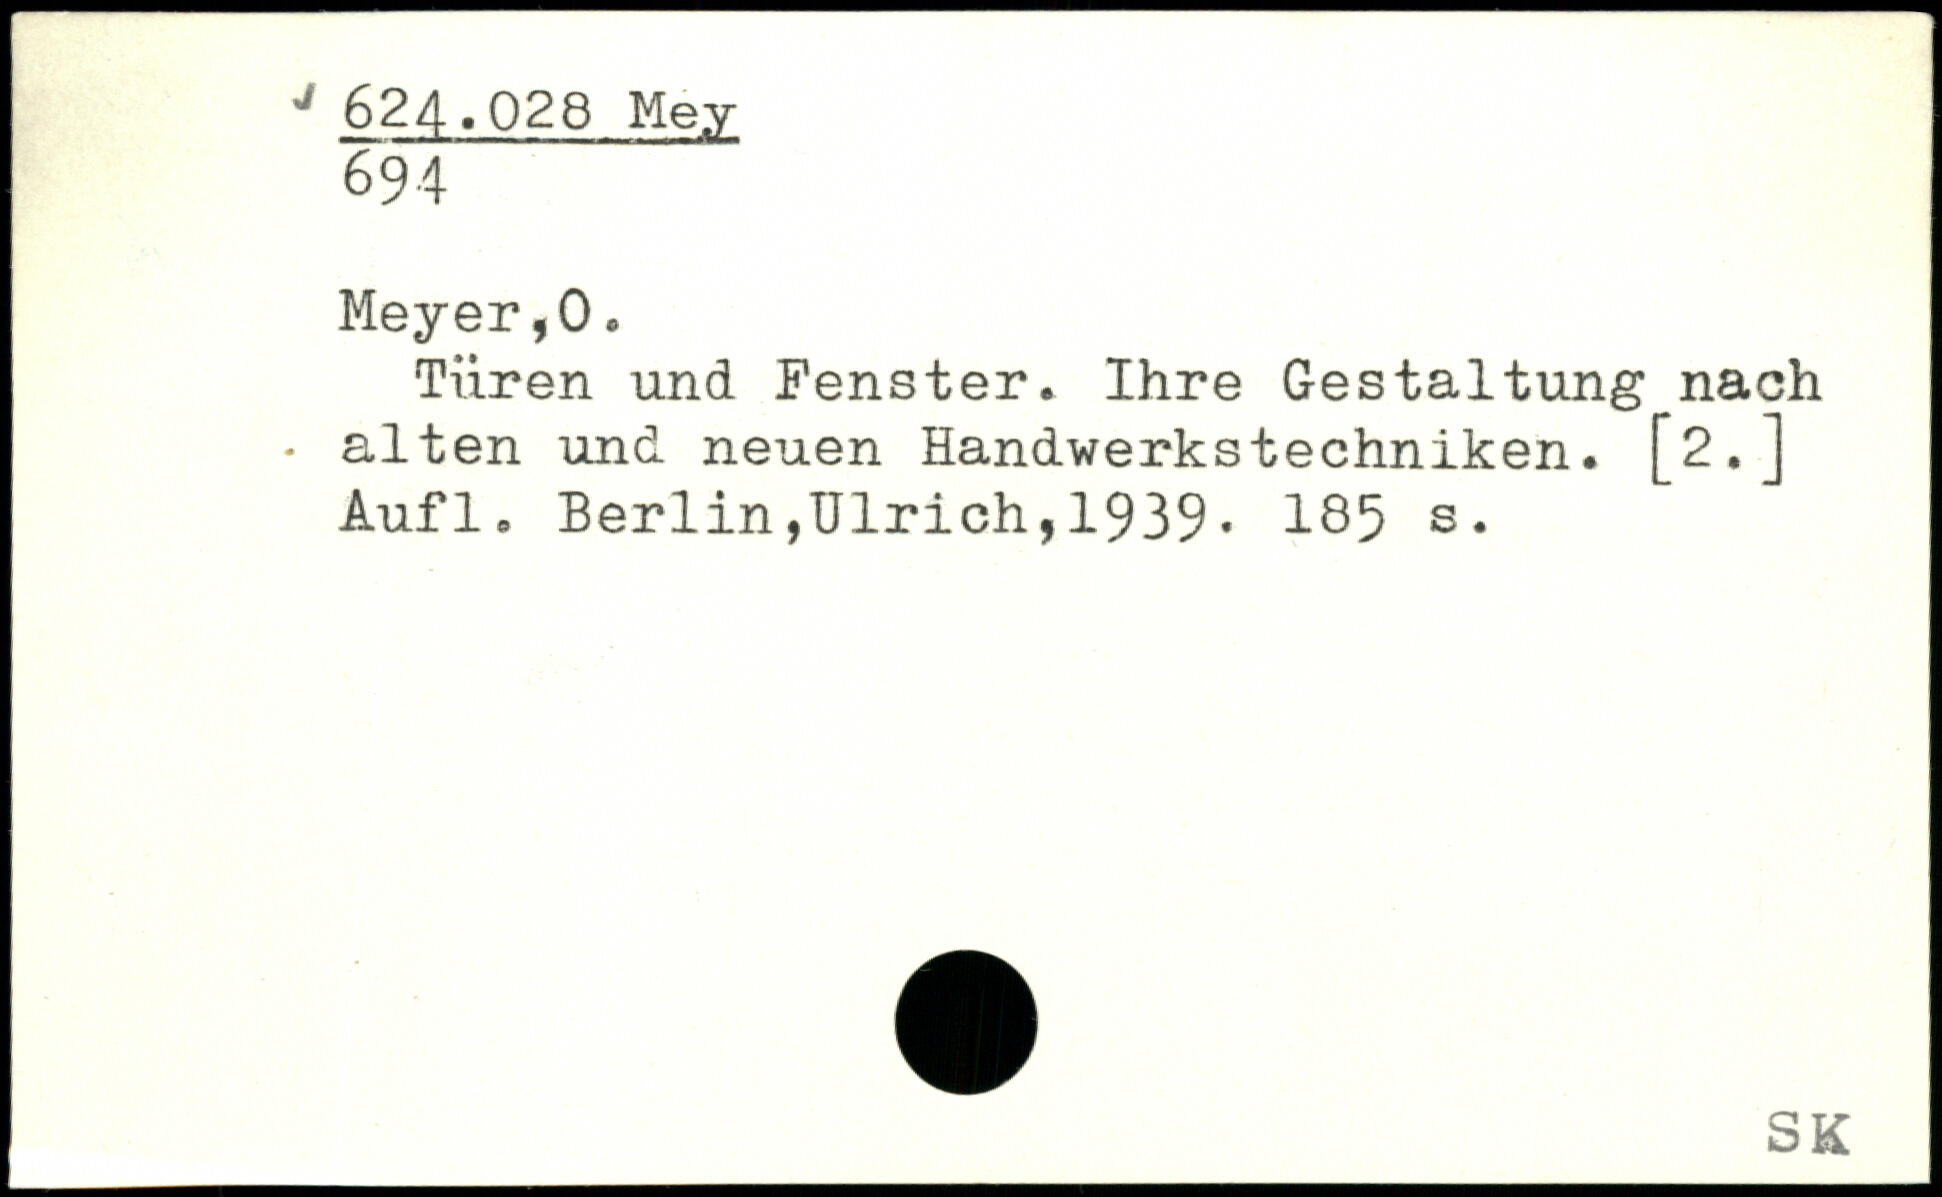 624.028 Mey
694
Meyer,O.
Türen und Fenster. Ihre Gestaltung nach
alten und neuen Handwerkstechniken. [2.]
Aufl. Berlin,Ulrich,1939. 185 s.
SK